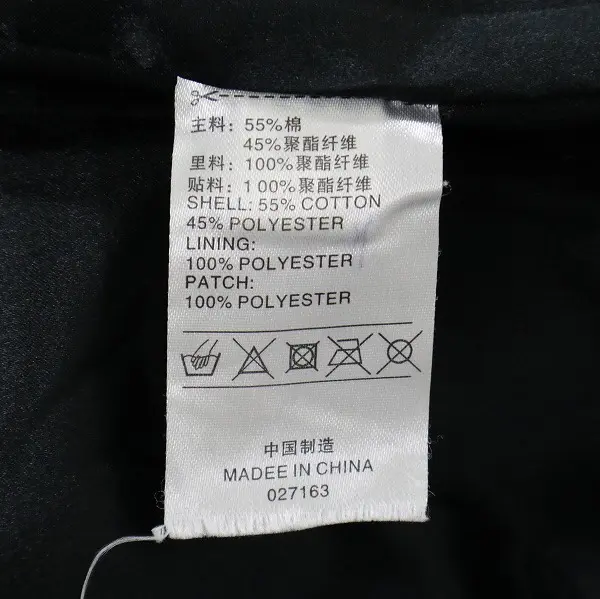 主料：55%棉
45%聚酯纤维
里料：100%聚酯纤维
贴料：100%聚酯纤维
SHELL: 55% COTTON
45% POLYESTER
LINING:
100% POLYESTER
PATCH:
100% POLYESTER
中国制造
MADEE IN CHINA
027163